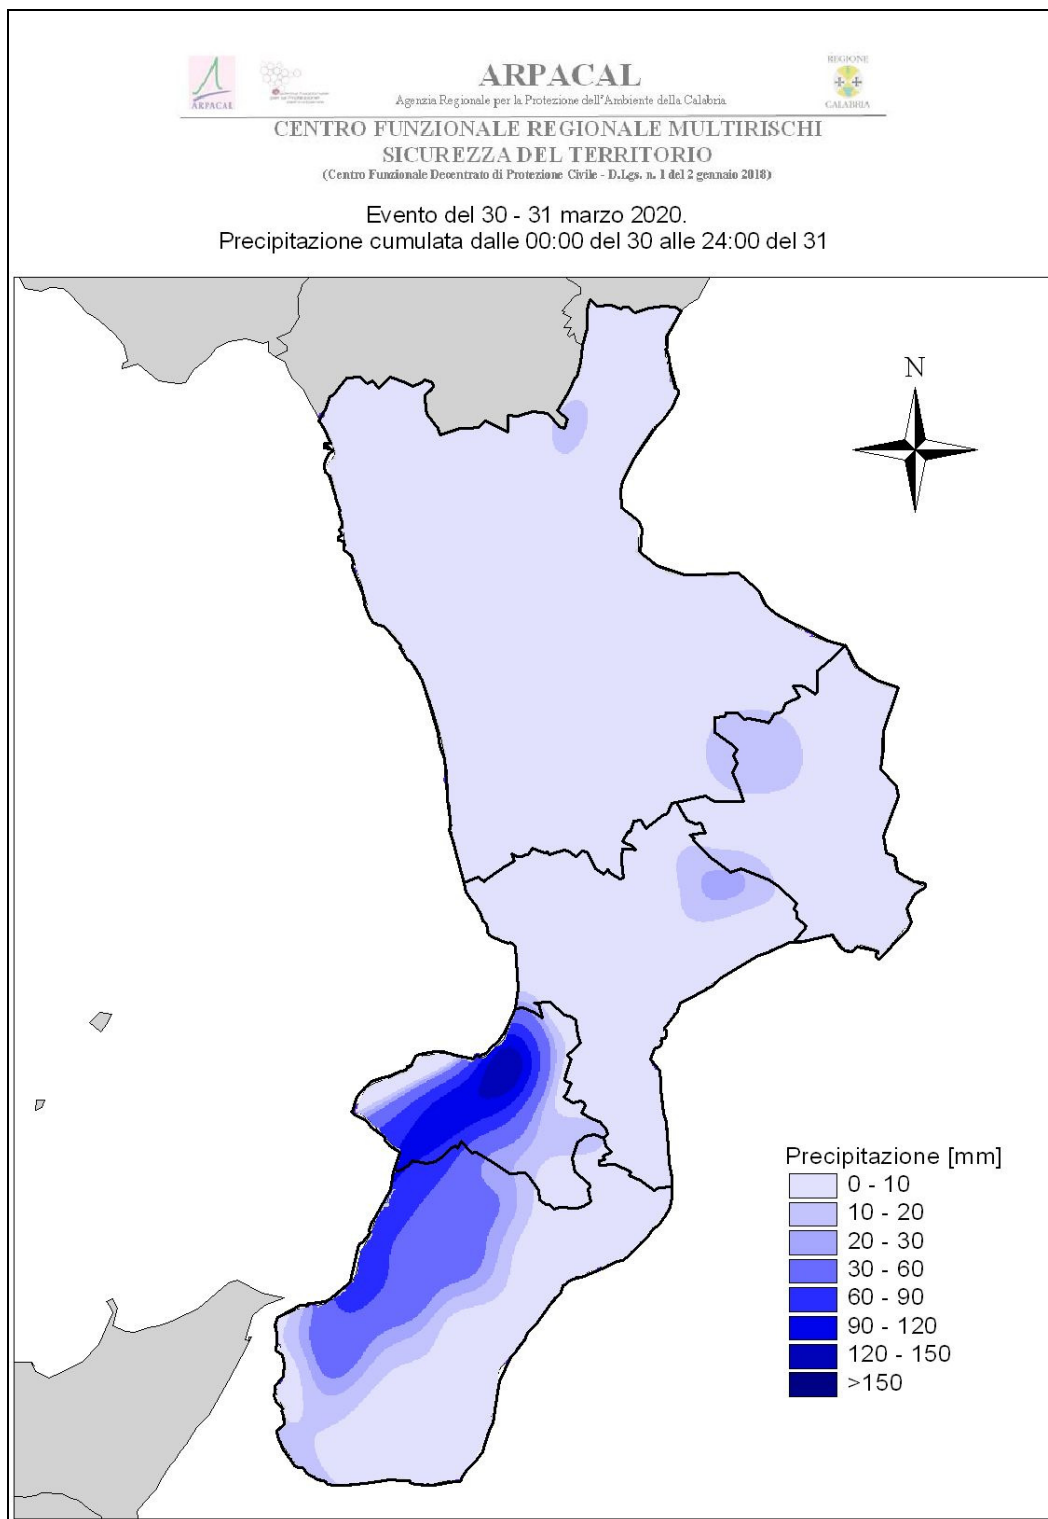 ARPACAL
REGIONE
CALABRIA
ARPACAL
Agenzia Regionale per la Protezione dell'Ambiente della Calabria
CENTRO FUNZIONALE REGIONALE MULTIRISCHI
SICUREZZA DEL TERRITORIO
(Centro Funzionale Decentrato di Protezione Civile - D.Lgs. n. 1 del 2 gennaio 2018)
Evento del 30 - 31 marzo 2020.
Precipitazione cumulata dalle 00:00 del 30 alle 24:00 del 31
N
Precipitazione [mm]
0 - 10
10 - 20
20 - 30
30 - 60
60 - 90
90 - 120
120 - 150
>150